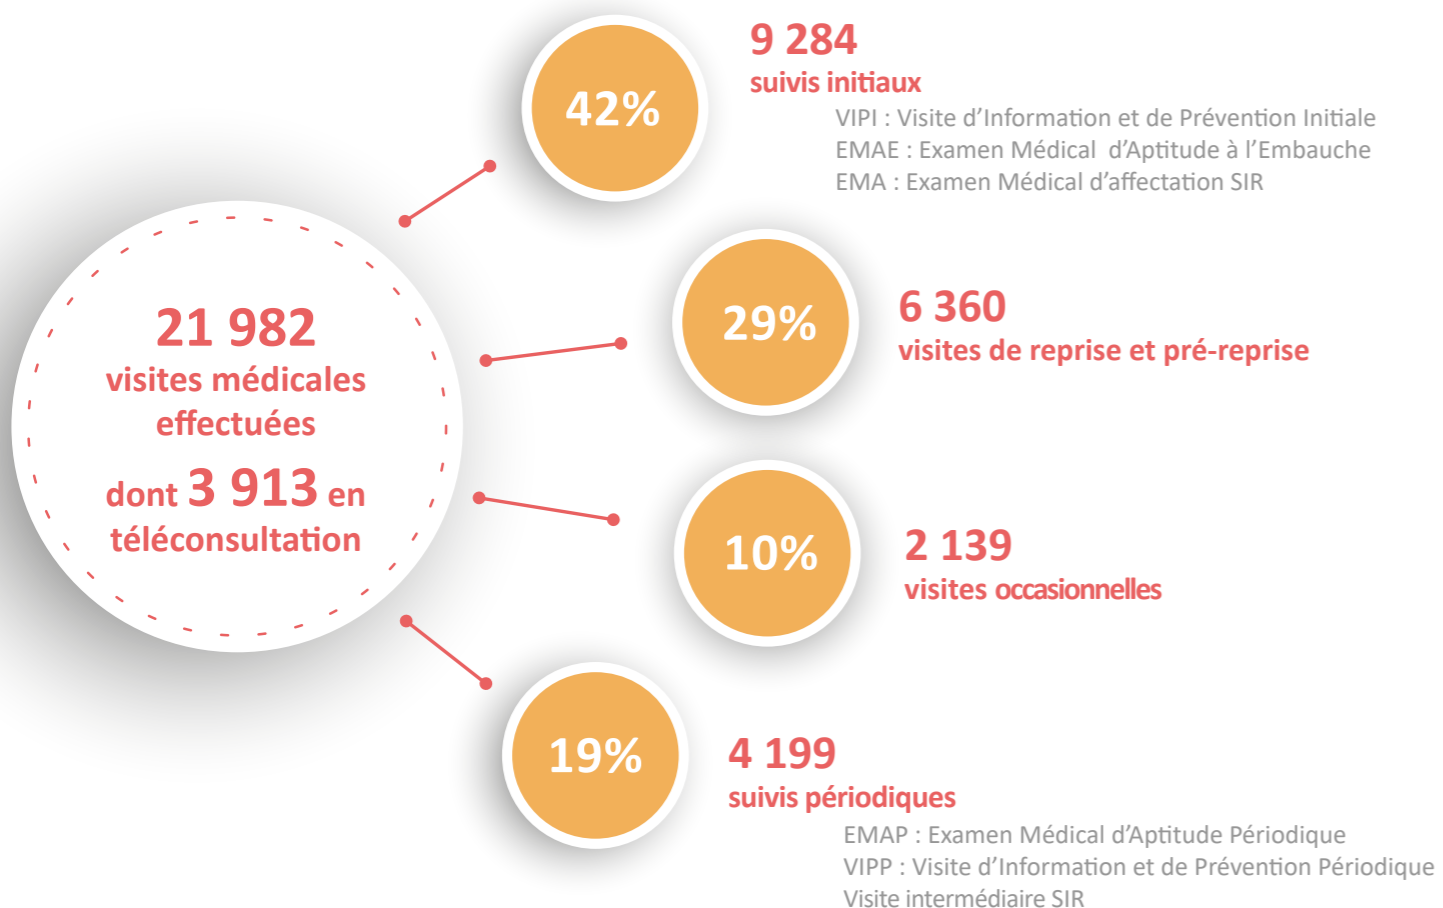 21 982
visites médicales
effectuées
dont 3 913 en
téléconsultation
42%
9 284
suivis initiaux
VIPI : Visite d'Information et de Prévention Initiale
EMAE : Examen Médical d'Aptitude à l'Embauche
EMA : Examen Médical d'affectation SIR
29%
6 360
visites de reprise et pré-reprise
10%
2 139
visites occasionnelles
19%
4 199
suivis périodiques
EMAP : Examen Médical d'Aptitude Périodique
VIPP : Visite d'Information et de Prévention Périodique
Visite intermédiaire SIR